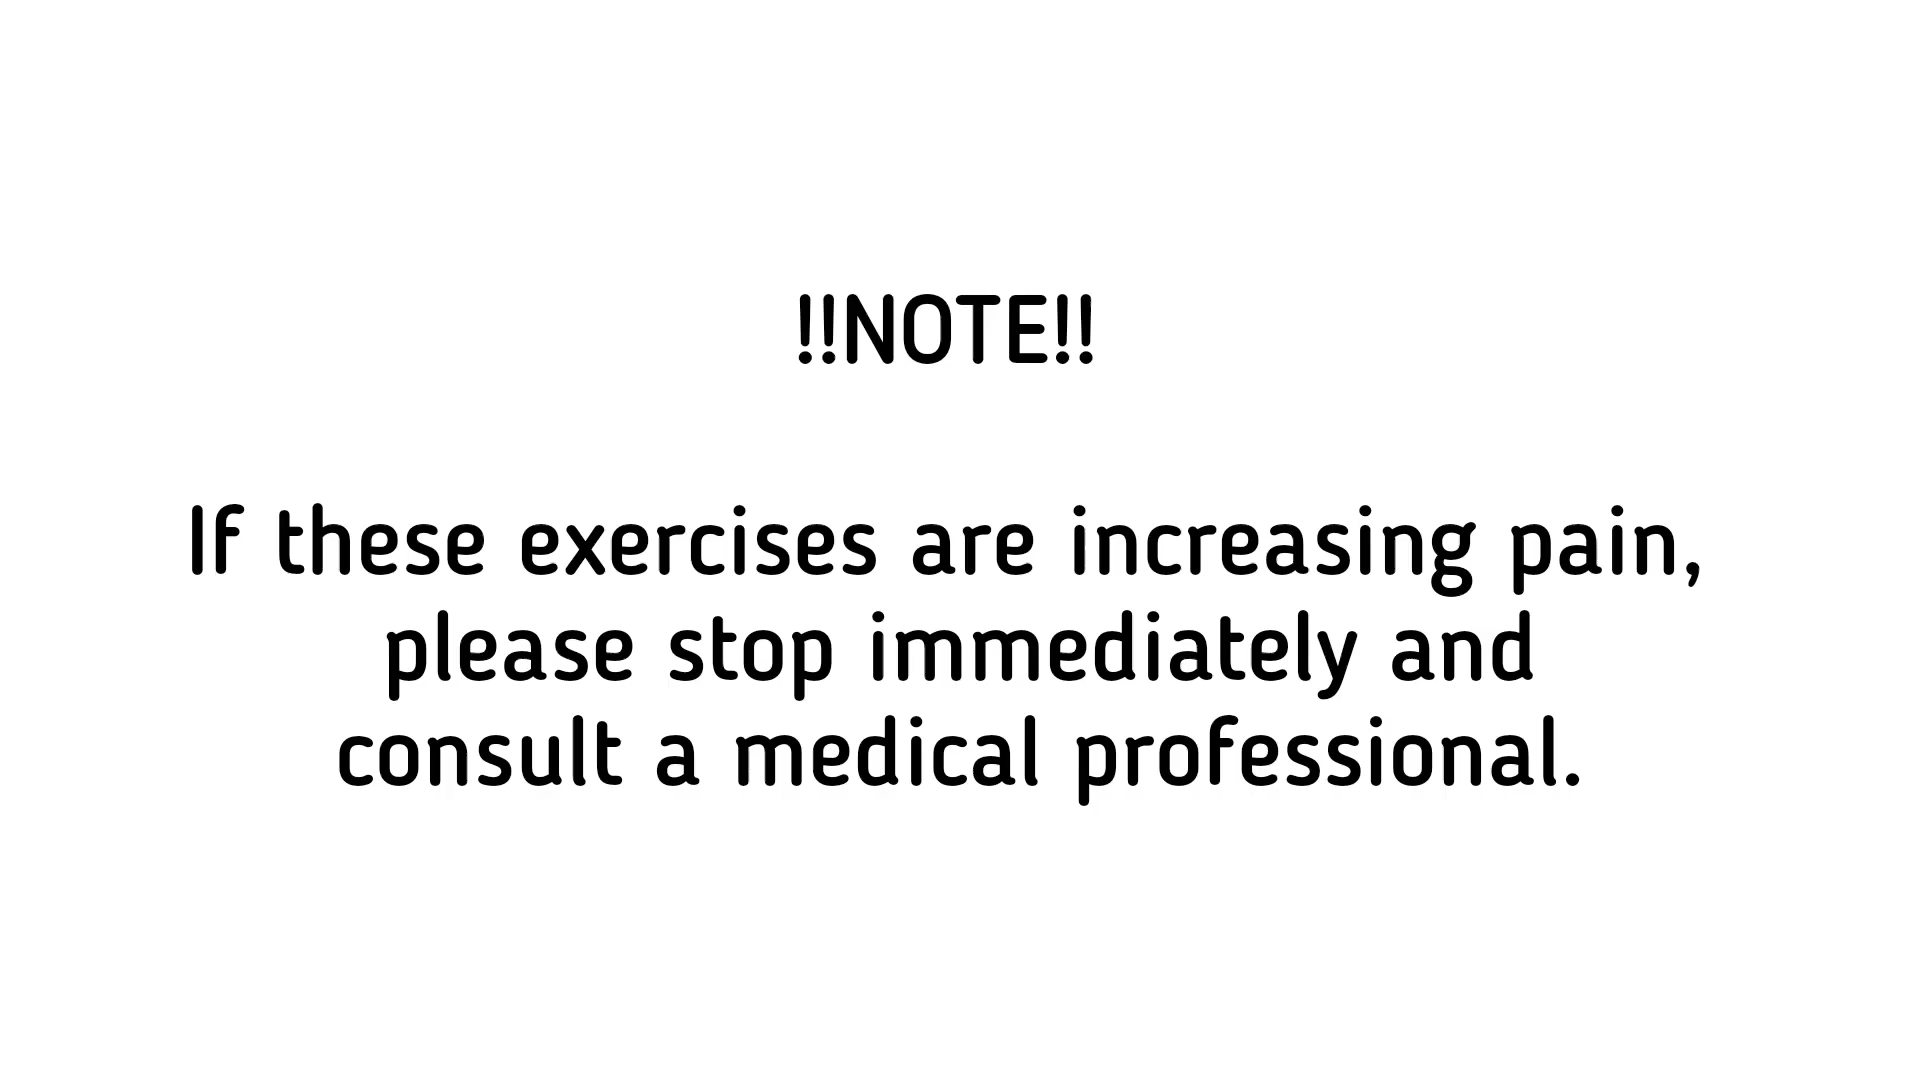 !!NOTE!!
If these exercises are increasing pain,
please stop immediately and
consult a medical professional.